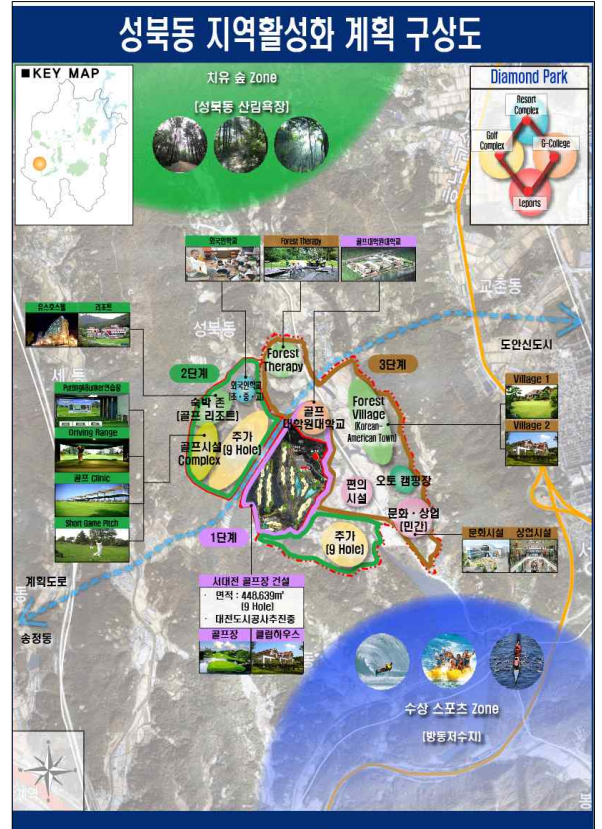 성북동 지역활성화 계획 구상도
■KEY MAP
치유 숲 Zone
(성북동 산림욕장)
Diamond Park
Resort
Complex
Golf
Complex
G-College
Leports
외국인학교
Forest Therapy
골프대학원대학교
교촌동
성북동
도안신도시
유스호스텔
리조트
세동
Putting&Bunker연습장
Driving Range
골프 Clinic
Short Game Pitch
2단계
Forest
Therapy
3단계
외국인학교
(초·중·고)
숙박 존
(골프 리조트)
골프시설
Complex
추가
(9 Hole)
골프
대학원대학교
Forest
Village
(Korean-
American Town)
Village 1
Village 2
편의
시설
오토 캠핑장
문화·상업
(민간)
문화시설
상업시설
1단계
추가
(9 Hole)
계획도로
송정동
서대전 골프장 건설
· 면적 : 448.639㎡
(9 Hole)
· 대전도시공사추진중
골프장
클럽하우스
수상 스포츠 Zone
(방동저수지)